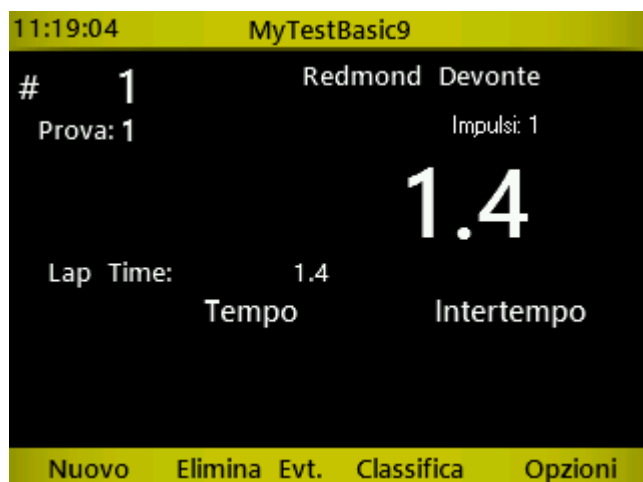 11:19:04 MyTestBasic9
# 1 Redmond Devonte
Prova: 1 Impulsi: 1
1.4
Lap Time: 1.4
Tempo Intertempo
Nuovo Elimina Evt. Classifica Opzioni